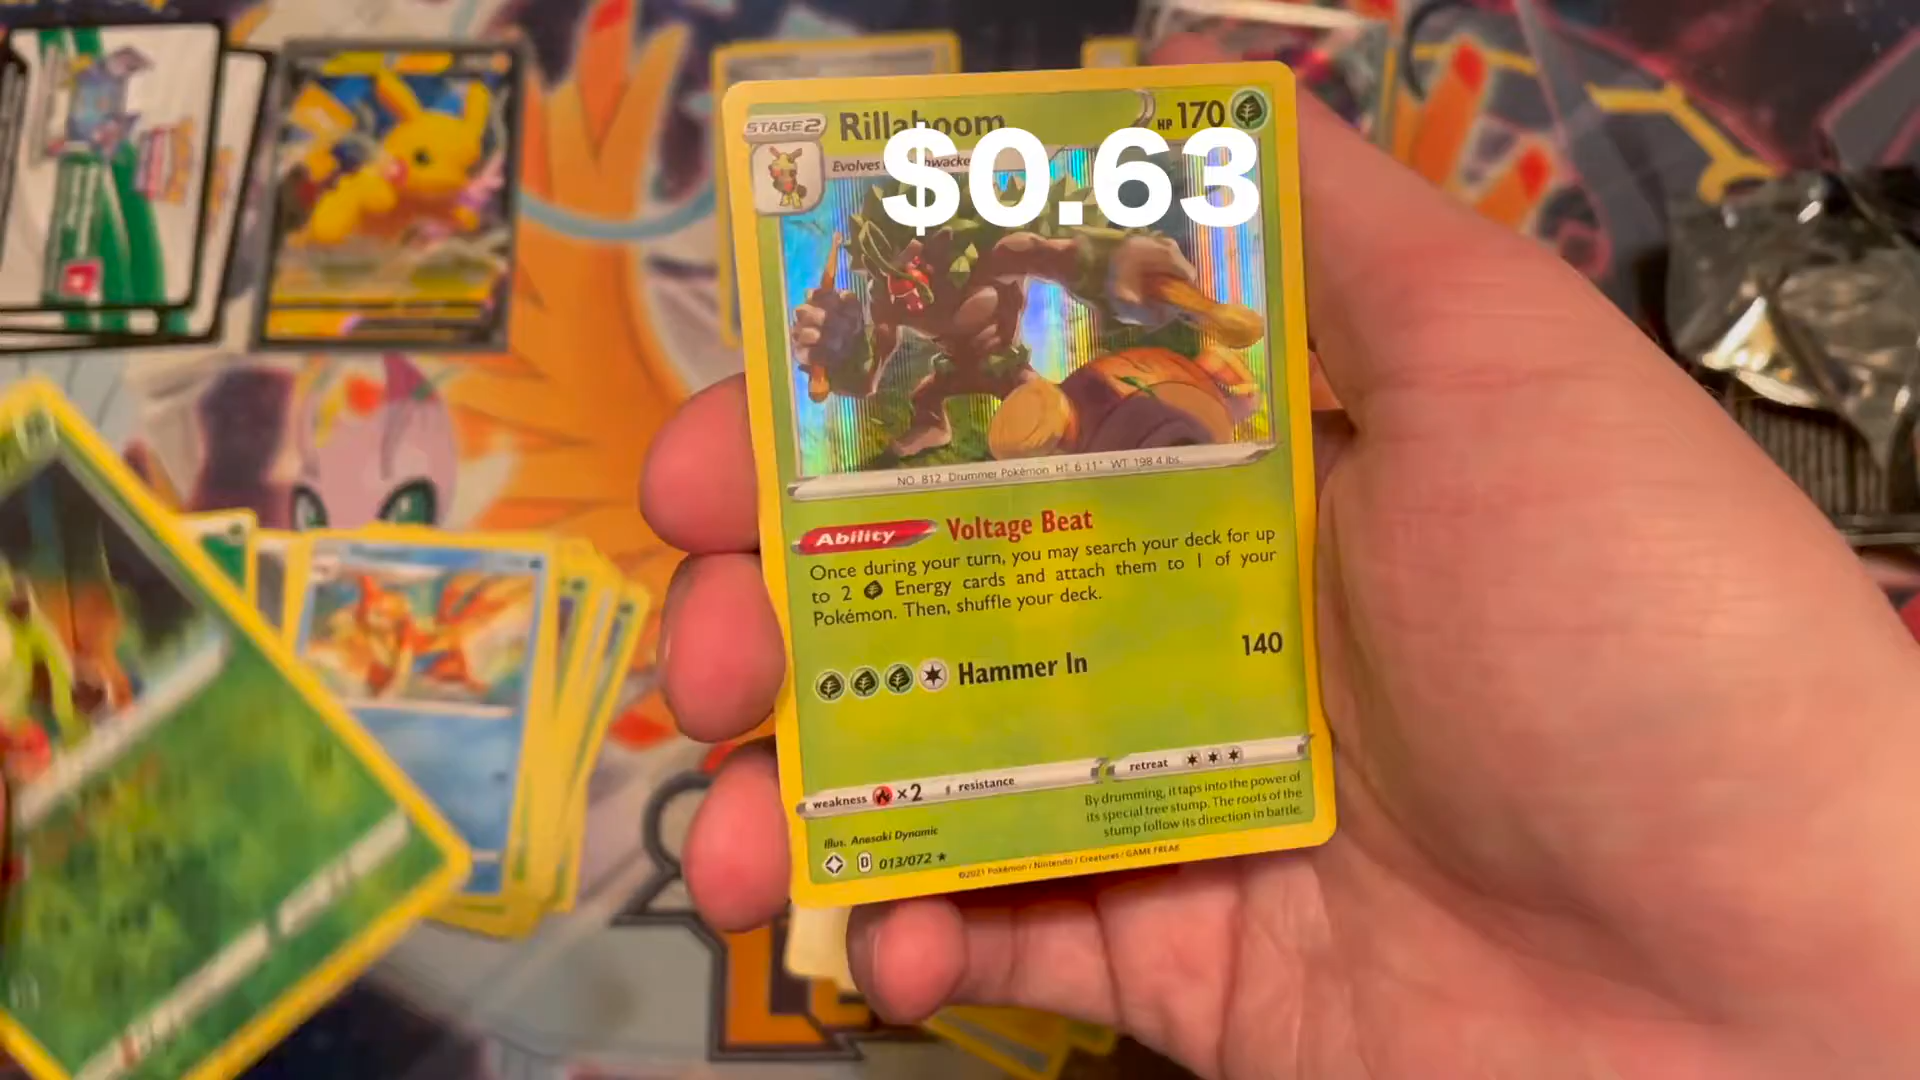 STAGE 2 Rillaboom HP 170
$0.63
Evolves
NO. 812 Drummer Pokémon HT 6'11" WT 198.4 lbs.
Ability Voltage Beat
Once during your turn, you may search your deck for up
to 2 Energy cards and attach them to 1 of your
Pokémon. Then, shuffle your deck.
Hammer In 140
weakness ×2 resistance retreat
By drumming, it taps into the power of
its special tree stump. The roots of the
stump follow its direction in battle.
Illus. Anesaki Dynamic
D 013/072 ★
©2021 Pokémon / Nintendo / Creatures / GAME FREAK